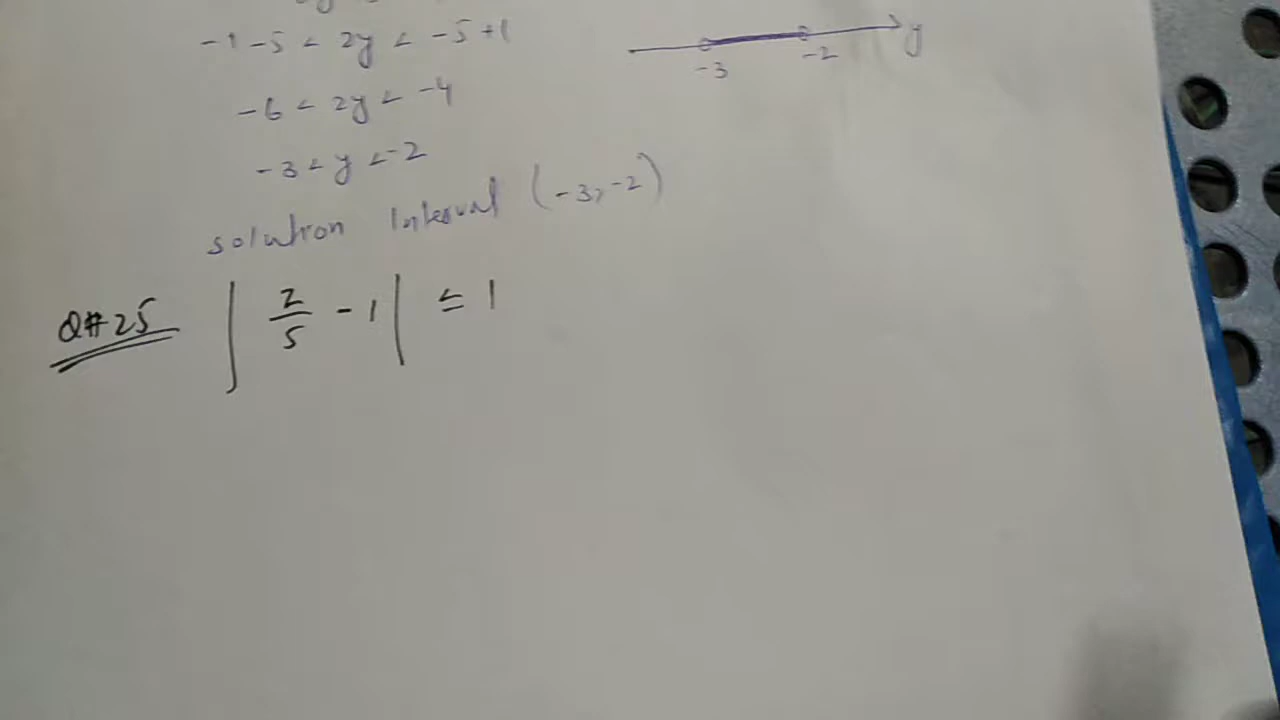 -1-5 < 2y < -5+1
-6 < 2y < -4
-3 < y < -2
-3 -2 y
solution Interval (-3, -2)
Q#25 | 2/5 - 1 | ≤ 1